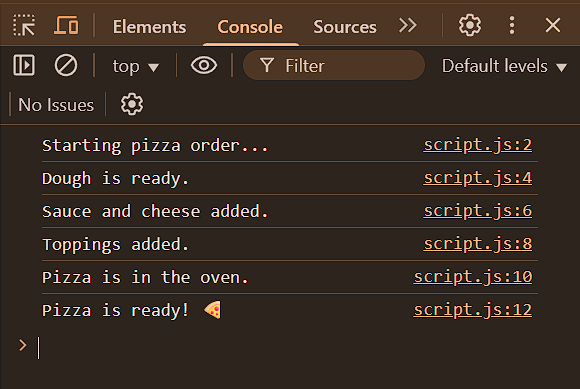 Elements Console Sources
top Filter Default levels
No Issues
Starting pizza order... script.js:2
Dough is ready. script.js:4
Sauce and cheese added. script.js:6
Toppings added. script.js:8
Pizza is in the oven. script.js:10
Pizza is ready! 🍕 script.js:12